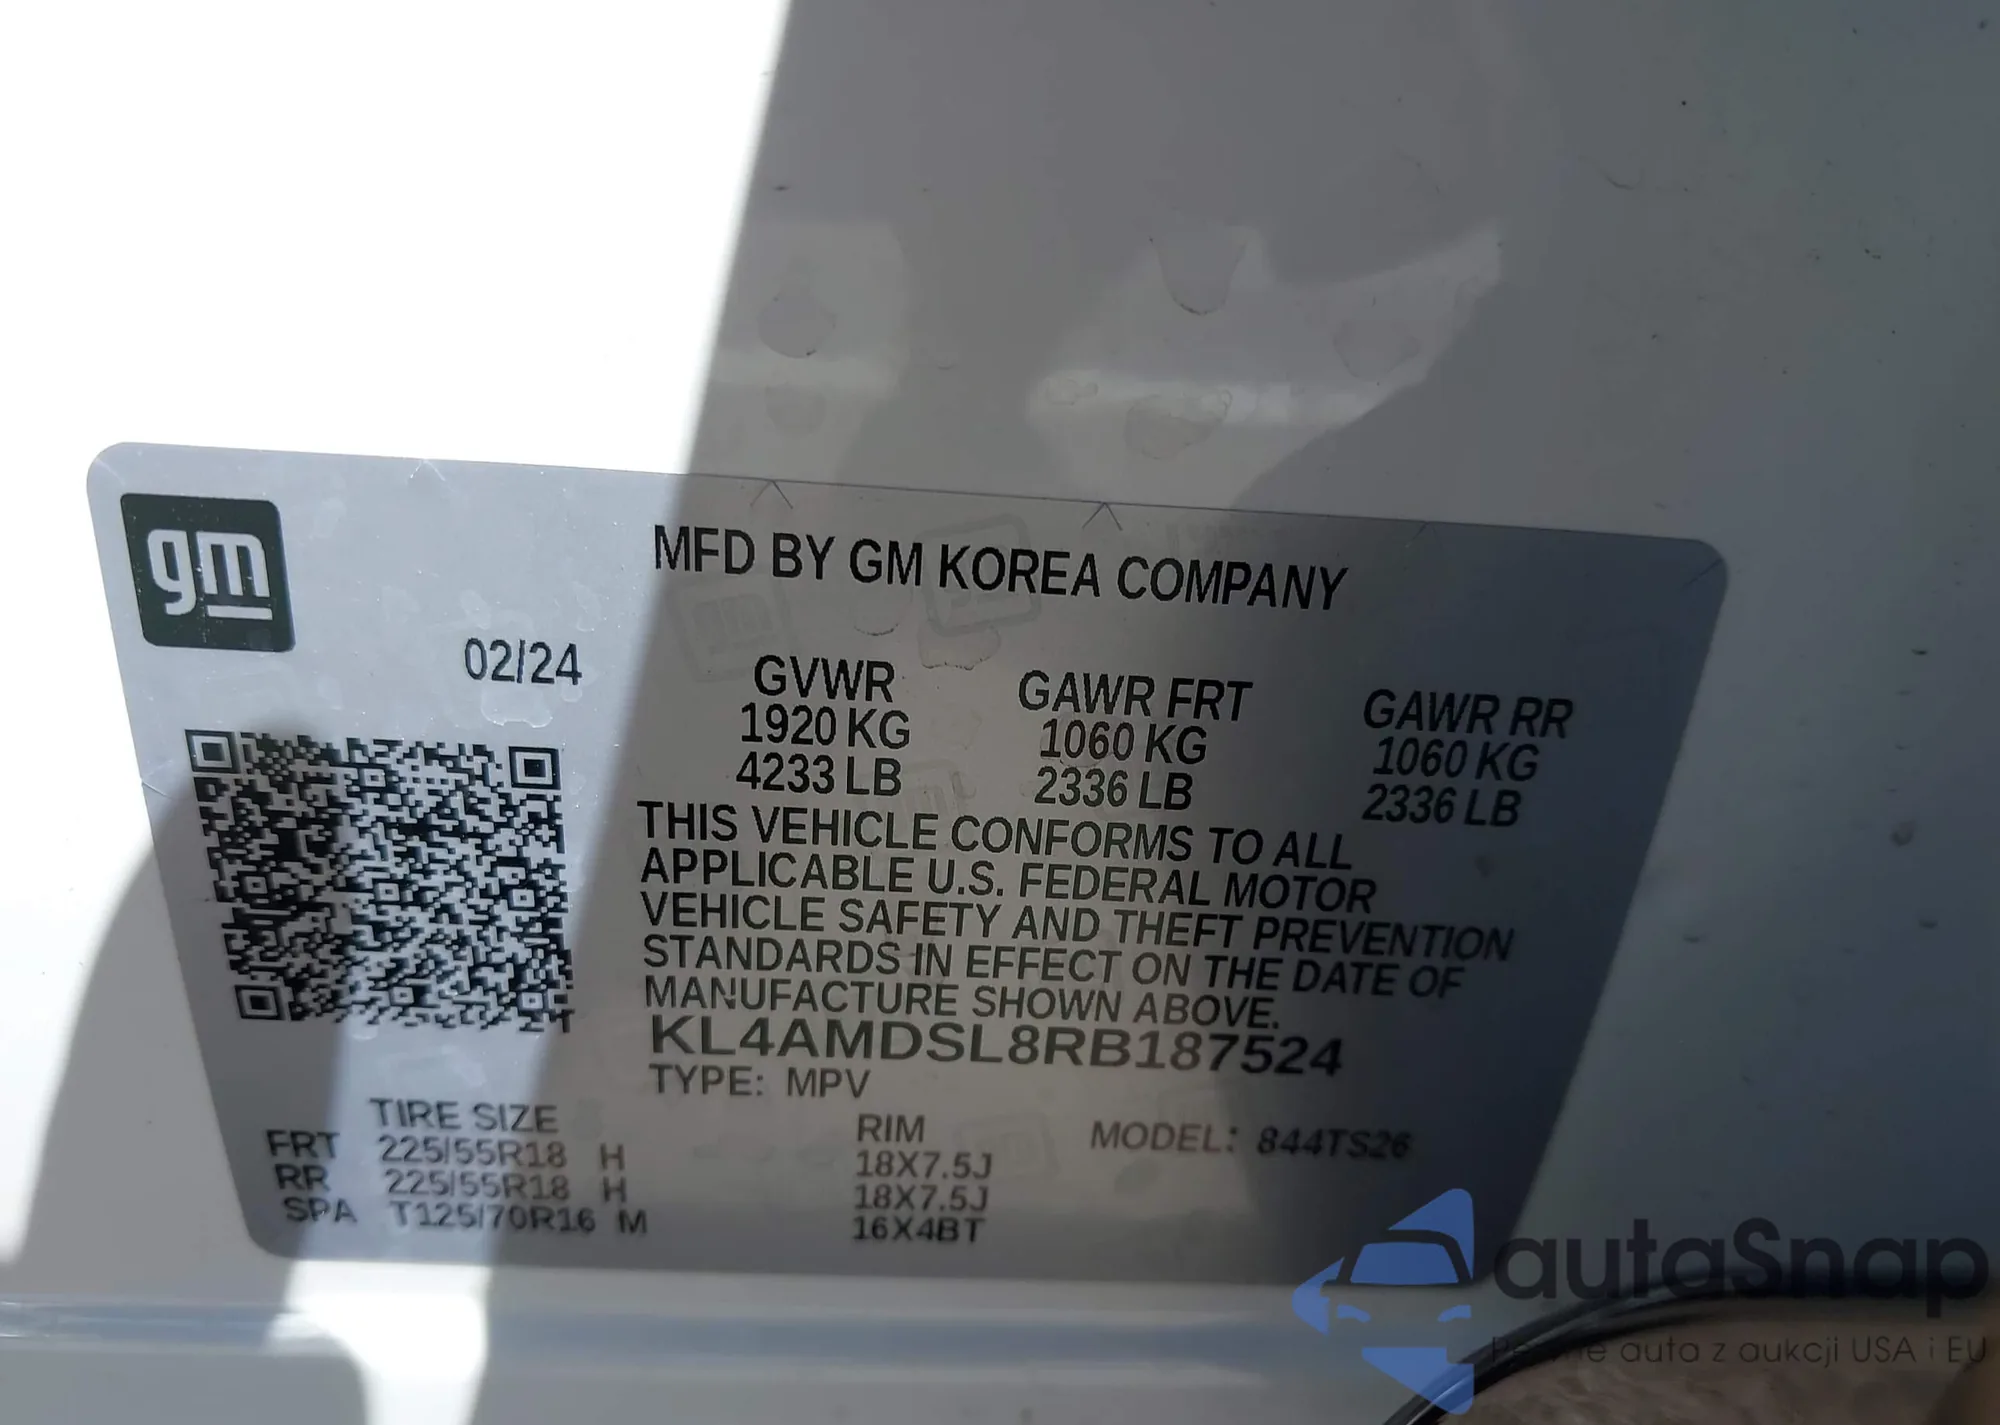 gm
MFD BY GM KOREA COMPANY
02/24
GVWR GAWR FRT GAWR RR
1920 KG 1060 KG 1060 KG
4233 LB 2336 LB 2336 LB
THIS VEHICLE CONFORMS TO ALL
APPLICABLE U.S. FEDERAL MOTOR
VEHICLE SAFETY AND THEFT PREVENTION
STANDARDS IN EFFECT ON THE DATE OF
MANUFACTURE SHOWN ABOVE.
KL4AMDSL8RB187524
TYPE: MPV
TIRE SIZE RIM MODEL: 844TS26
FRT 225/55R18 H 18X7.5J
RR 225/55R18 H 18X7.5J
SPA T125/70R16 M 16X4BT
autaSnap
Pewne auta z aukcji USA i EU